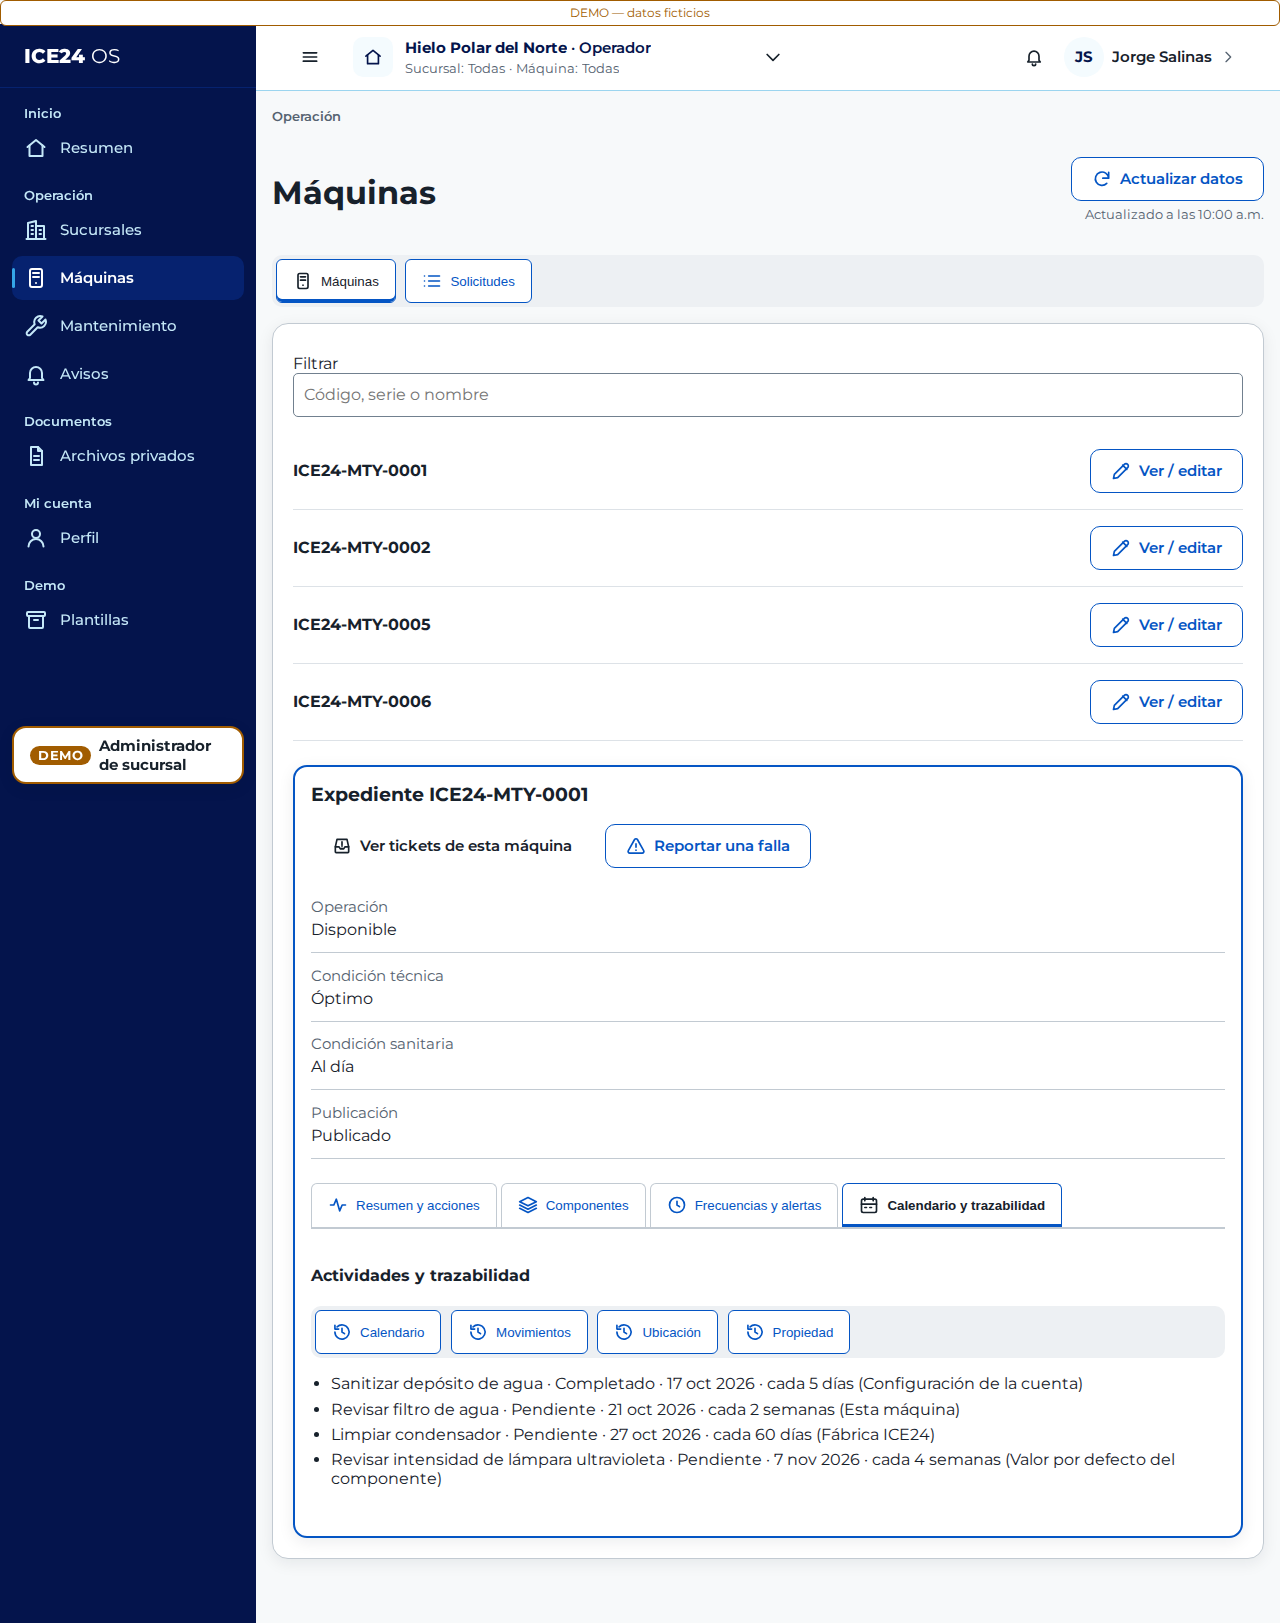 DEMO — datos ficticios
ICE24 OS
Inicio
Resumen
Operación
Sucursales
Máquinas
Mantenimiento
Avisos
Documentos
Archivos privados
Mi cuenta
Perfil
Demo
Plantillas
DEMO Administrador de sucursal
Hielo Polar del Norte · Operador
Sucursal: Todas · Máquina: Todas
JS Jorge Salinas
Operación
Máquinas
Actualizar datos
Actualizado a las 10:00 a.m.
Máquinas Solicitudes
Filtrar
Código, serie o nombre
ICE24-MTY-0001 Ver / editar
ICE24-MTY-0002 Ver / editar
ICE24-MTY-0005 Ver / editar
ICE24-MTY-0006 Ver / editar
Expediente ICE24-MTY-0001
Ver tickets de esta máquina Reportar una falla
Operación
Disponible
Condición técnica
Óptimo
Condición sanitaria
Al día
Publicación
Publicado
Resumen y acciones Componentes Frecuencias y alertas Calendario y trazabilidad
Actividades y trazabilidad
Calendario Movimientos Ubicación Propiedad
• Sanitizar depósito de agua · Completado · 17 oct 2026 · cada 5 días (Configuración de la cuenta)
• Revisar filtro de agua · Pendiente · 21 oct 2026 · cada 2 semanas (Esta máquina)
• Limpiar condensador · Pendiente · 27 oct 2026 · cada 60 días (Fábrica ICE24)
• Revisar intensidad de lámpara ultravioleta · Pendiente · 7 nov 2026 · cada 4 semanas (Valor por defecto del
componente)